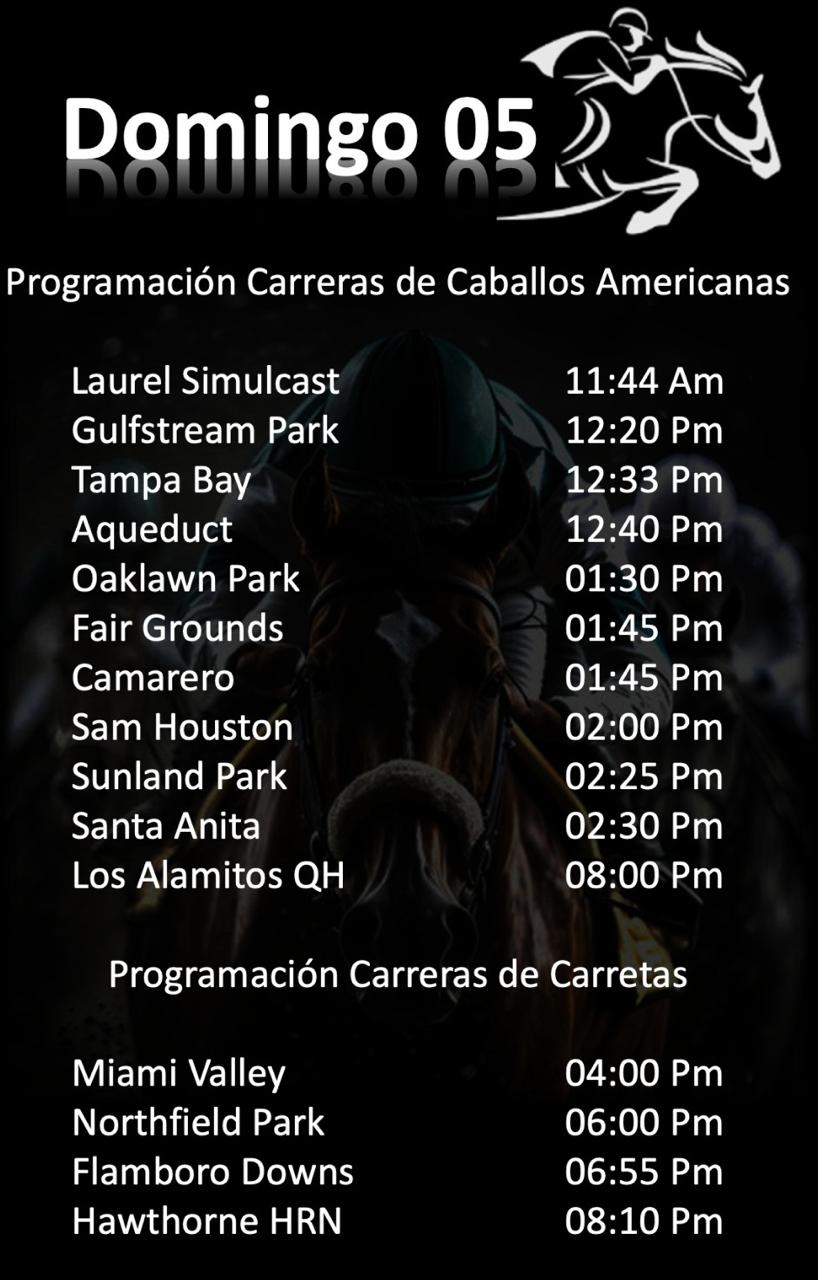 Domingo 05
Programación Carreras de Caballos Americanas
Laurel Simulcast 11:44 Am
Gulfstream Park 12:20 Pm
Tampa Bay 12:33 Pm
Aqueduct 12:40 Pm
Oaklawn Park 01:30 Pm
Fair Grounds 01:45 Pm
Camarero 01:45 Pm
Sam Houston 02:00 Pm
Sunland Park 02:25 Pm
Santa Anita 02:30 Pm
Los Alamitos QH 08:00 Pm
Programación Carreras de Carretas
Miami Valley 04:00 Pm
Northfield Park 06:00 Pm
Flamboro Downs 06:55 Pm
Hawthorne HRN 08:10 Pm